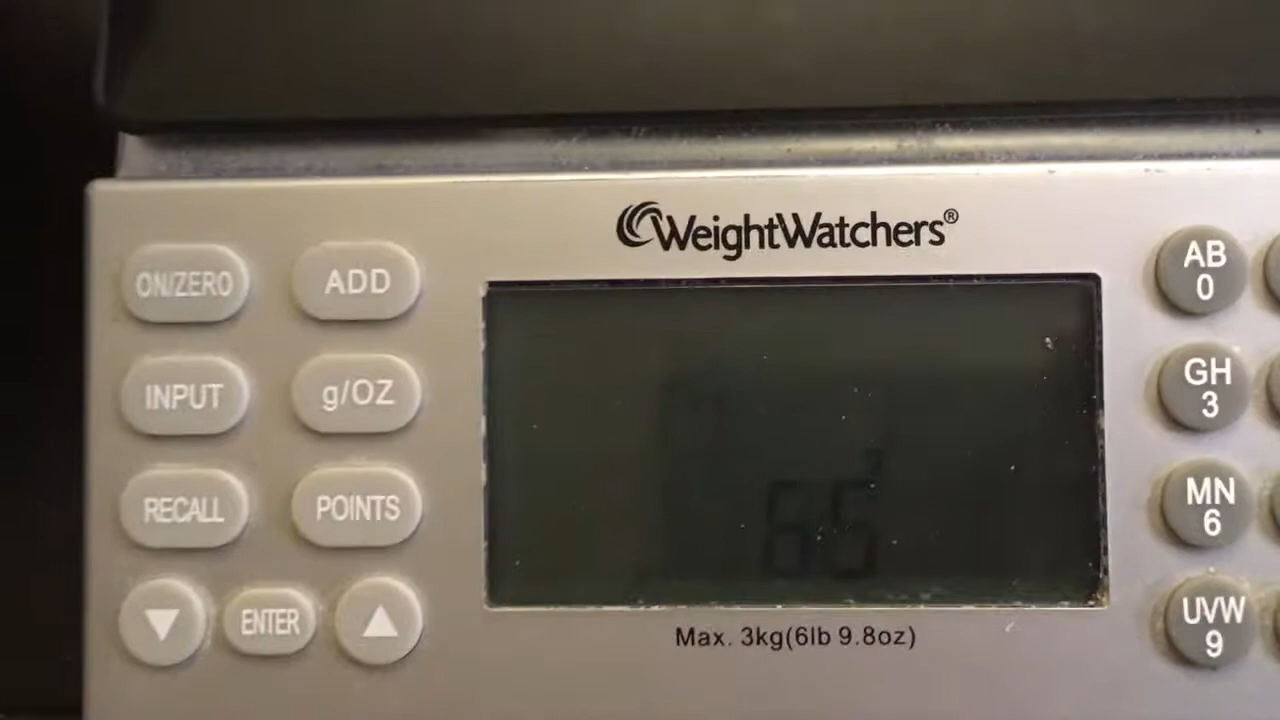 WeightWatchers®
ON/ZERO ADD
INPUT g/OZ
RECALL POINTS
▼ ENTER ▲
Max. 3kg(6lb 9.8oz)
AB
0
GH
3
MN
6
UVW
9